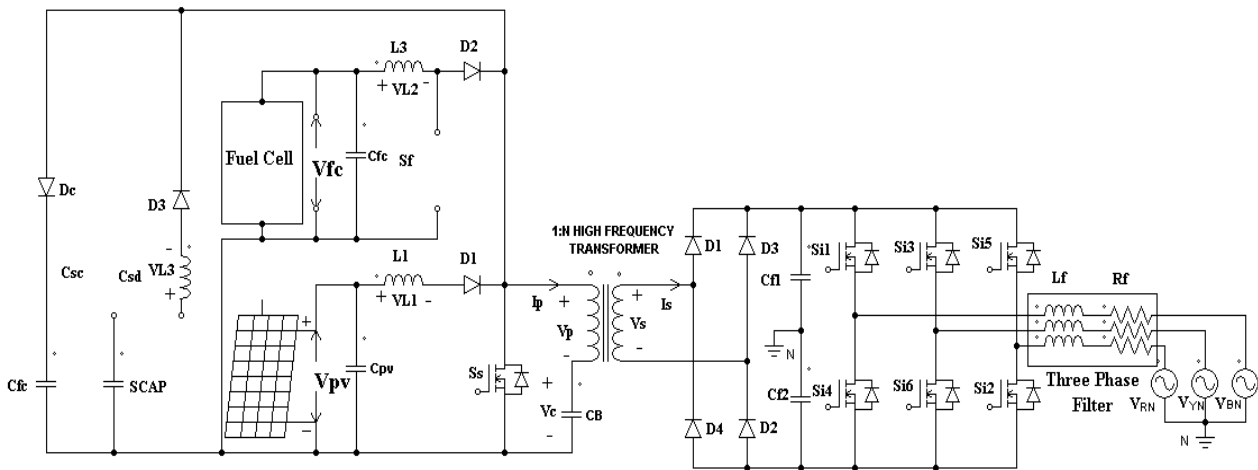 L3
D2
+ VL2 -
Fuel Cell
Vfc
Cfc
Sf
Dc
D3
-
VL3
+
Csc
Csd
Cfc
SCAP
L1
D1
+ VL1 -
+
Vpv
-
Cpv
Ss
Ip
+
Vp
-
+
Vc
-
CB
1:N HIGH FREQUENCY
TRANSFORMER
+
Vs
-
Is
D1
D3
D4
D2
Cf1
N
Cf2
Si1
Si3
Si5
Si4
Si6
Si2
Lf
Rf
Three Phase
Filter
VRN
VYN
VBN
N